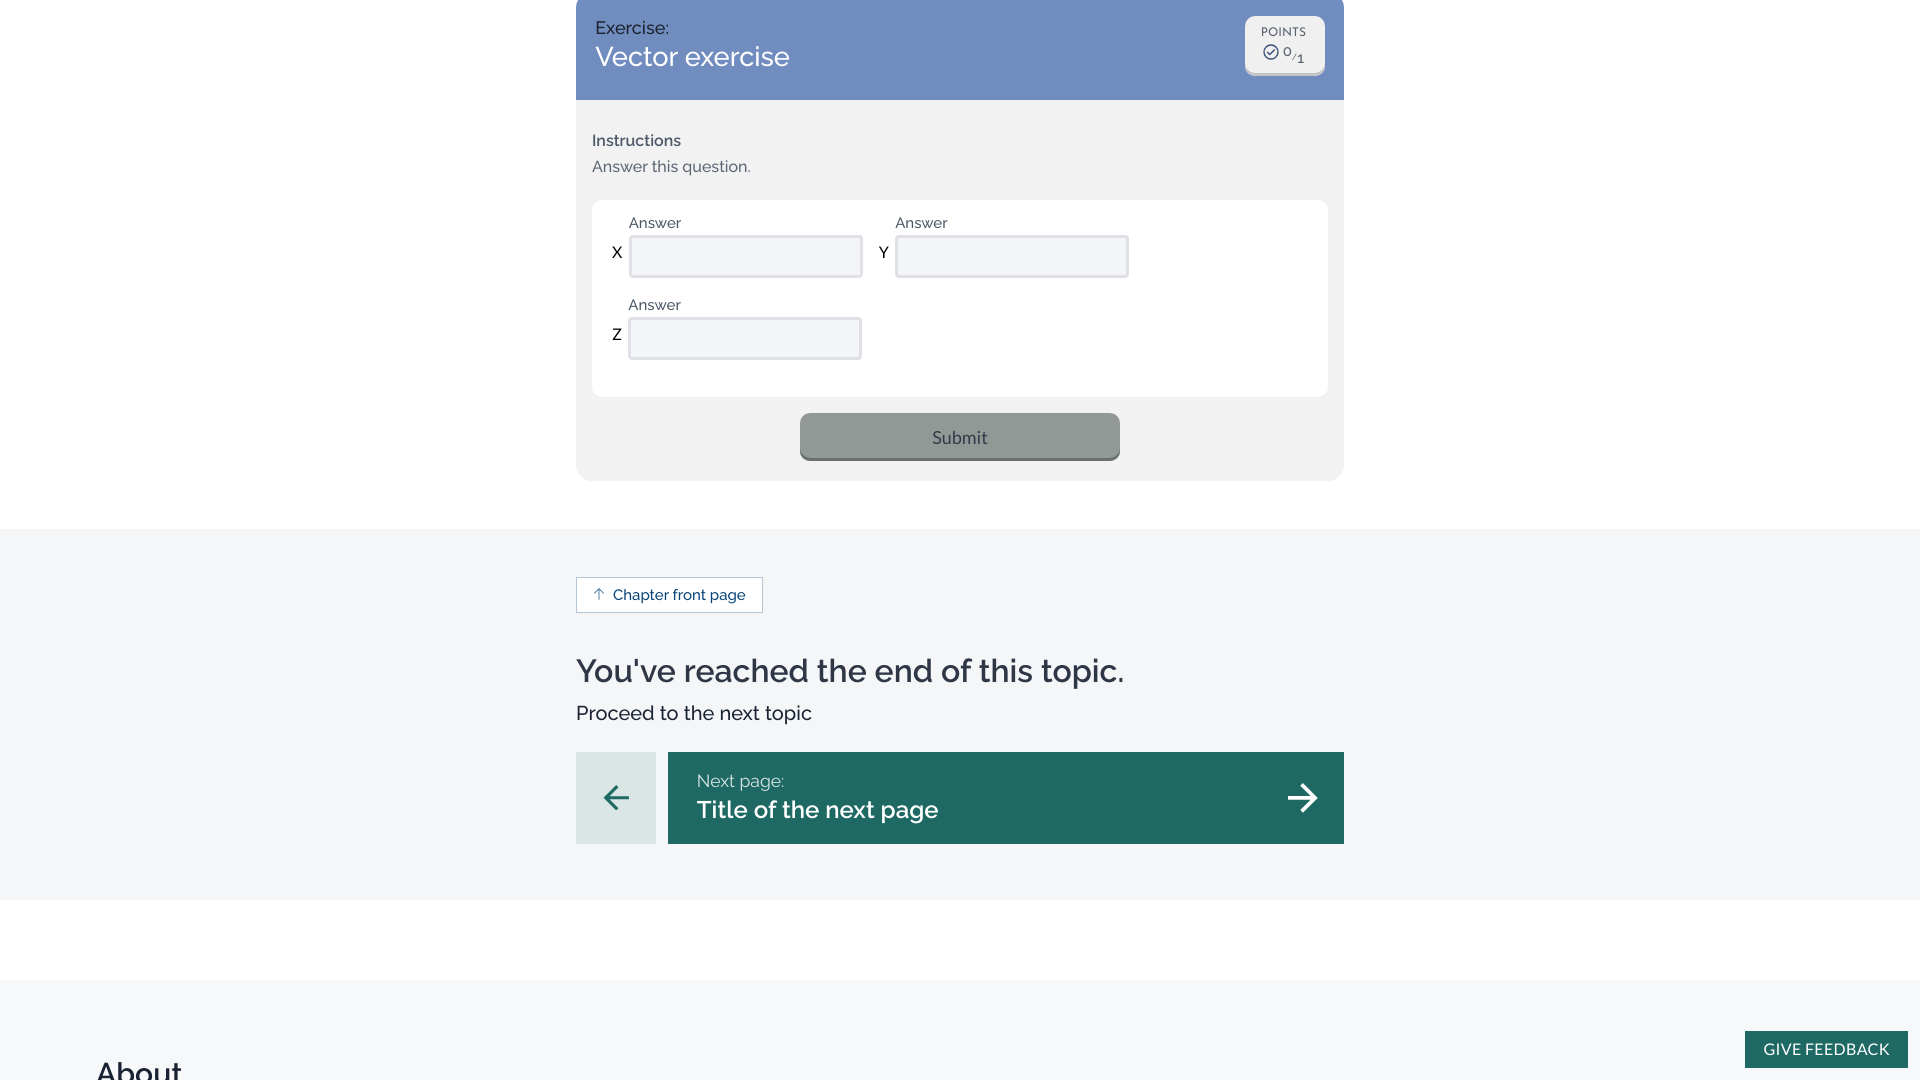 Exercise:
Vector exercise
POINTS
0/1
Instructions
Answer this question.
Answer
Answer
X
Y
Answer
Z
Submit
Chapter front page
You've reached the end of this topic.
Proceed to the next topic
Next page:
Title of the next page
GIVE FEEDBACK
About